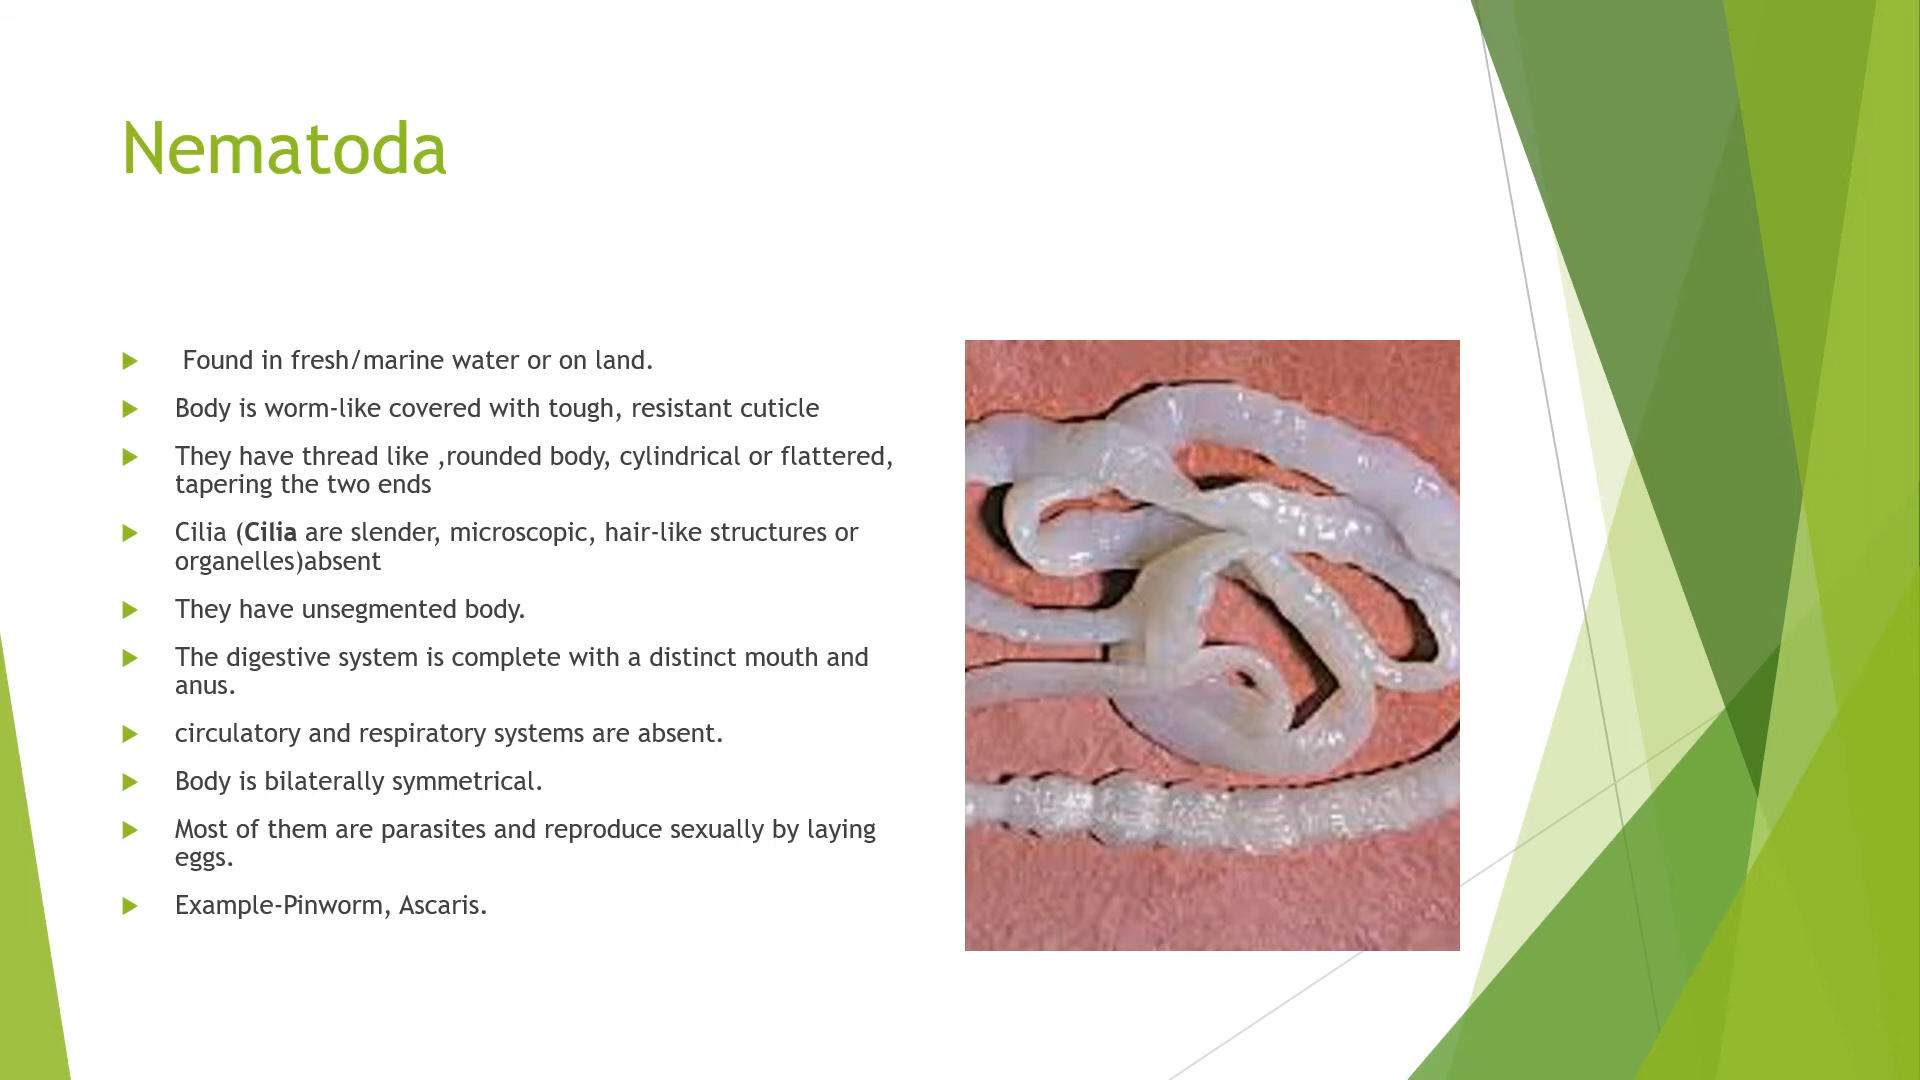 Nematoda
Found in fresh/marine water or on land.
Body is worm-like covered with tough, resistant cuticle
They have thread like ,rounded body, cylindrical or flattered,
tapering the two ends
Cilia (Cilia are slender, microscopic, hair-like structures or
organelles)absent
They have unsegmented body.
The digestive system is complete with a distinct mouth and
anus.
circulatory and respiratory systems are absent.
Body is bilaterally symmetrical.
Most of them are parasites and reproduce sexually by laying
eggs.
Example-Pinworm, Ascaris.